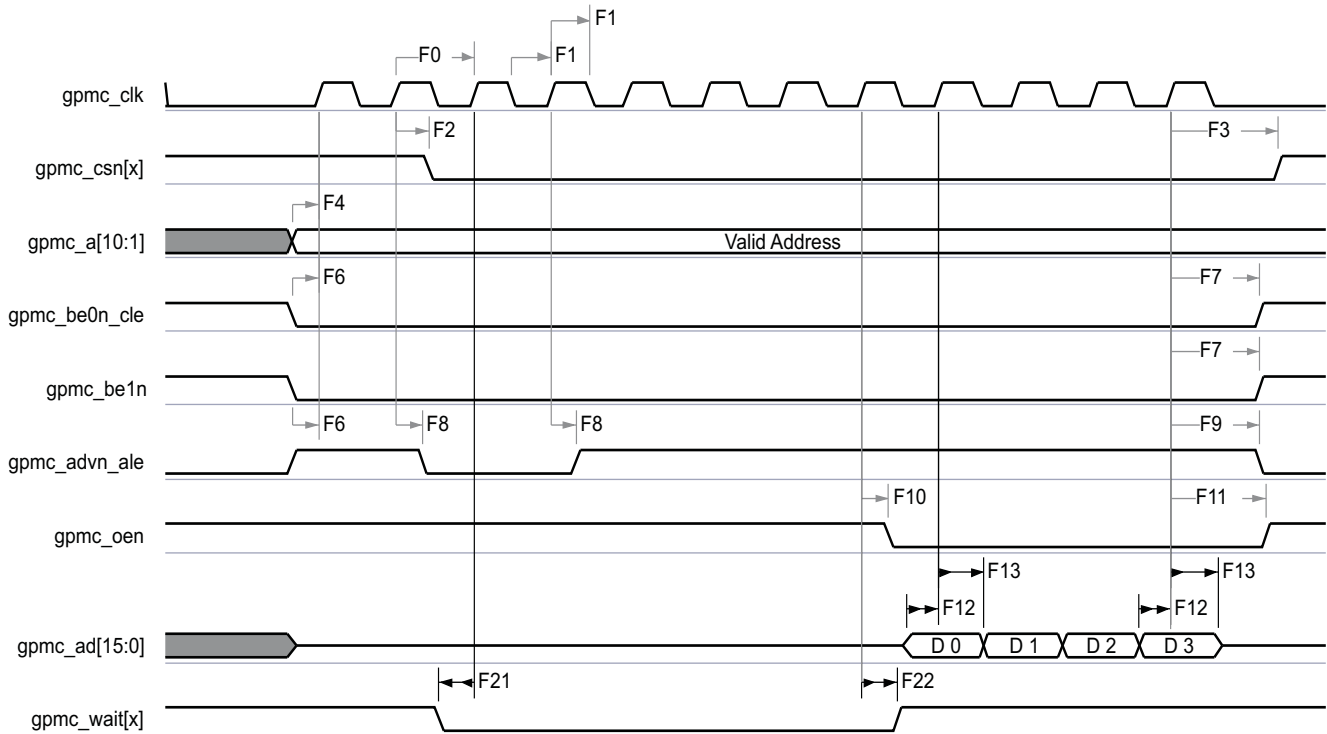 F1
F0 F1
gpmc_clk
F2 F3
gpmc_csn[x]
F4
gpmc_a[10:1] Valid Address
F6 F7
gpmc_be0n_cle
F7
gpmc_be1n
F6 F8 F8 F9
gpmc_advn_ale
F10 F11
gpmc_oen
F13 F13
F12 F12
gpmc_ad[15:0] D 0 D 1 D 2 D 3
F21 F22
gpmc_wait[x]